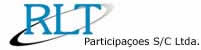 RLT
Participaçoes S/C Ltda.